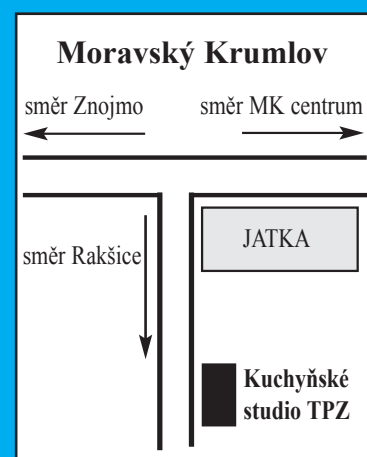 Moravský Krumlov
směr Znojmo
směr MK centrum
směr Rakšice
JATKA
Kuchyňské
studio TPZ